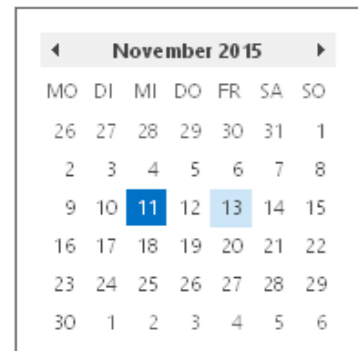 November 2015
MO DI MI DO FR SA SO
26 27 28 29 30 31 1
2 3 4 5 6 7 8
9 10 11 12 13 14 15
16 17 18 19 20 21 22
23 24 25 26 27 28 29
30 1 2 3 4 5 6